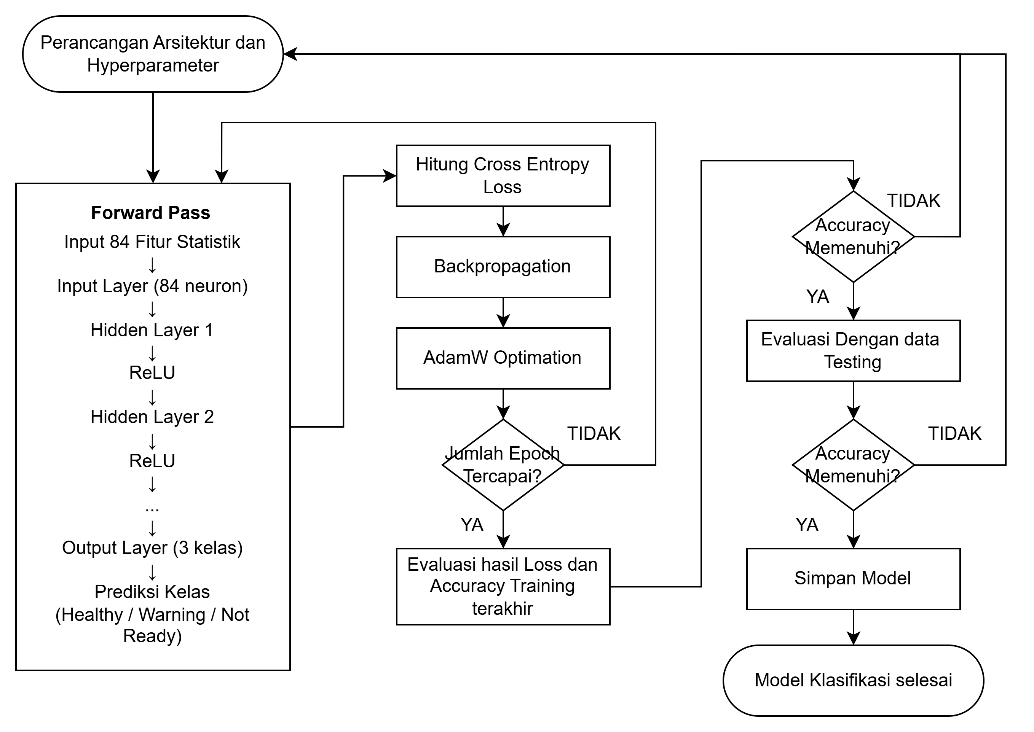 Perancangan Arsitektur dan
Hyperparameter
Forward Pass
Input 84 Fitur Statistik
↓
Input Layer (84 neuron)
↓
Hidden Layer 1
↓
ReLU
↓
Hidden Layer 2
↓
ReLU
↓
...
↓
Output Layer (3 kelas)
↓
Prediksi Kelas
(Healthy / Warning / Not
Ready)
Hitung Cross Entropy
Loss
Backpropagation
AdamW Optimation
Jumlah Epoch
Tercapai?
TIDAK
YA
Evaluasi hasil Loss dan
Accuracy Training
terakhir
Accuracy
Memenuhi?
TIDAK
YA
Evaluasi Dengan data
Testing
Accuracy
Memenuhi?
TIDAK
YA
Simpan Model
Model Klasifikasi selesai